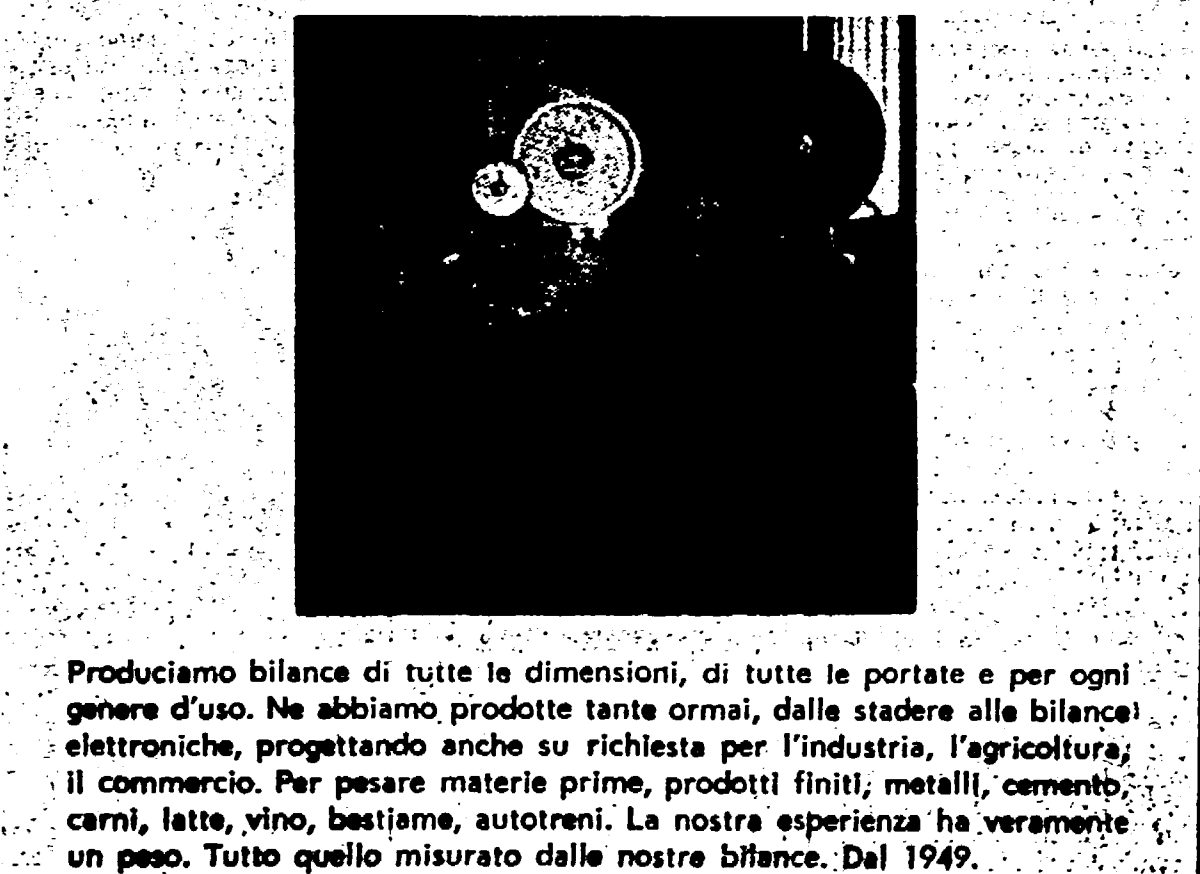 Produciamo bilance di tutte le dimensioni, di tutte le portate e per ogni
genere d'uso. Ne abbiamo prodotte tante ormai, dalle stadere alle bilance
elettroniche, progettando anche su richiesta per l'industria, l'agricoltura,
il commercio. Per pesare materie prime, prodotti finiti, metalli, cemento,
carni, latte, vino, bestiame, autotreni. La nostra esperienza ha veramente
un peso. Tutto quello misurato dalle nostre bilance. Dal 1949.